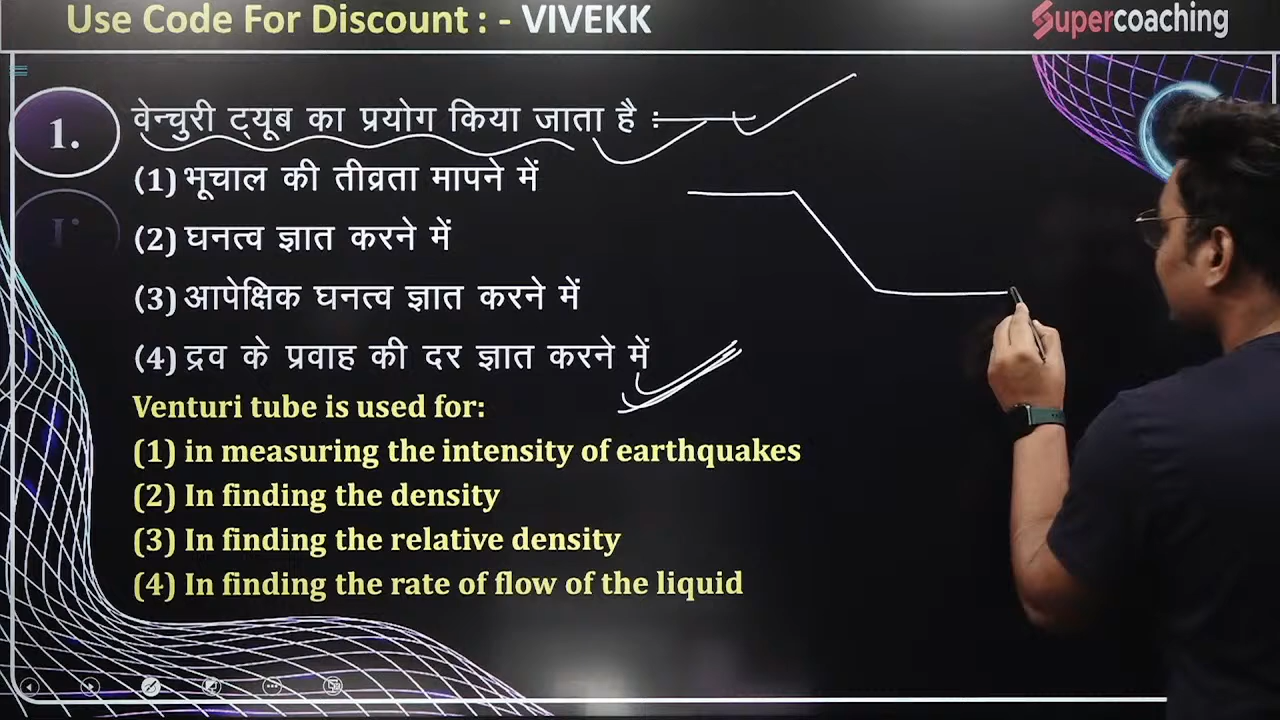 Use Code For Discount : - VIVEKK
Supercoaching
1.
वेन्चुरी ट्यूब का प्रयोग किया जाता है :
(1) भूचाल की तीव्रता मापने में
(2) घनत्व ज्ञात करने में
(3) आपेक्षिक घनत्व ज्ञात करने में
(4) द्रव के प्रवाह की दर ज्ञात करने में
Venturi tube is used for:
(1) in measuring the intensity of earthquakes
(2) In finding the density
(3) In finding the relative density
(4) In finding the rate of flow of the liquid